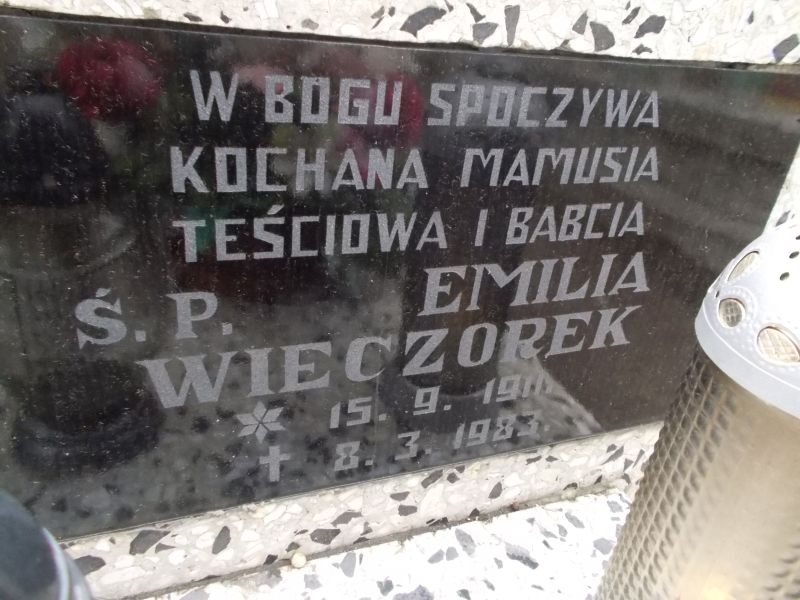 W BOGU SPOCZYWA
KOCHANA MAMUSIA
TEŚCIOWA I BABCIA
Ś. P. EMILIA
WIECZOREK
15. 9. 1911.
8. 3. 1983.